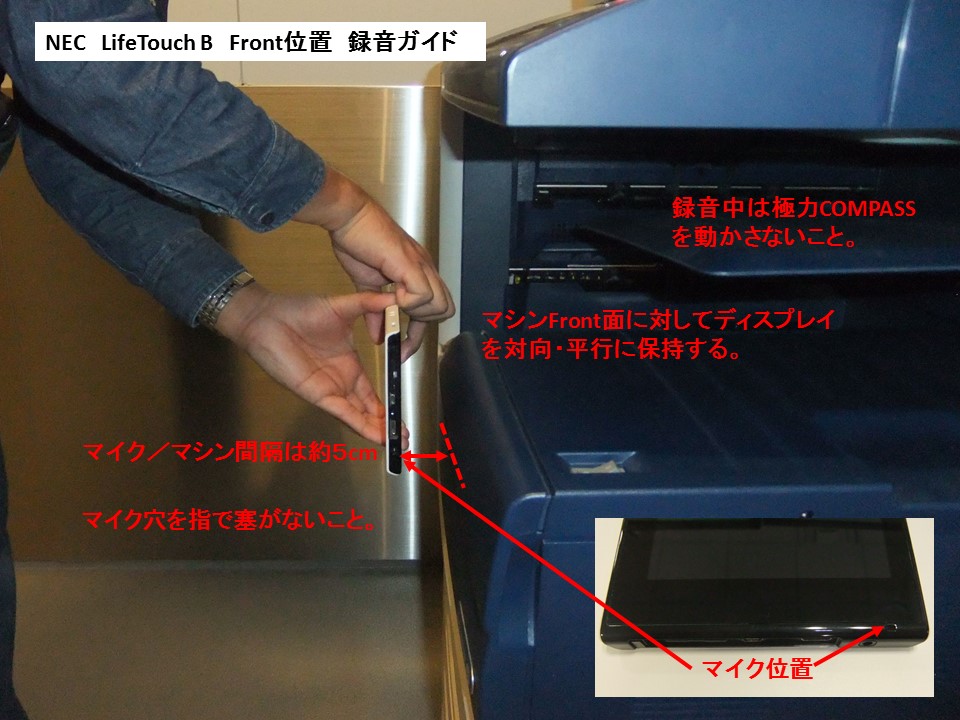 NEC LifeTouch B Front位置 録音ガイド
録音中は極力COMPASS
を動かさないこと。
マシンFront面に対してディスプレイ
を対向・平行に保持する。
マイク／マシン間隔は約5cm
マイク穴を指で塞がないこと。
マイク位置